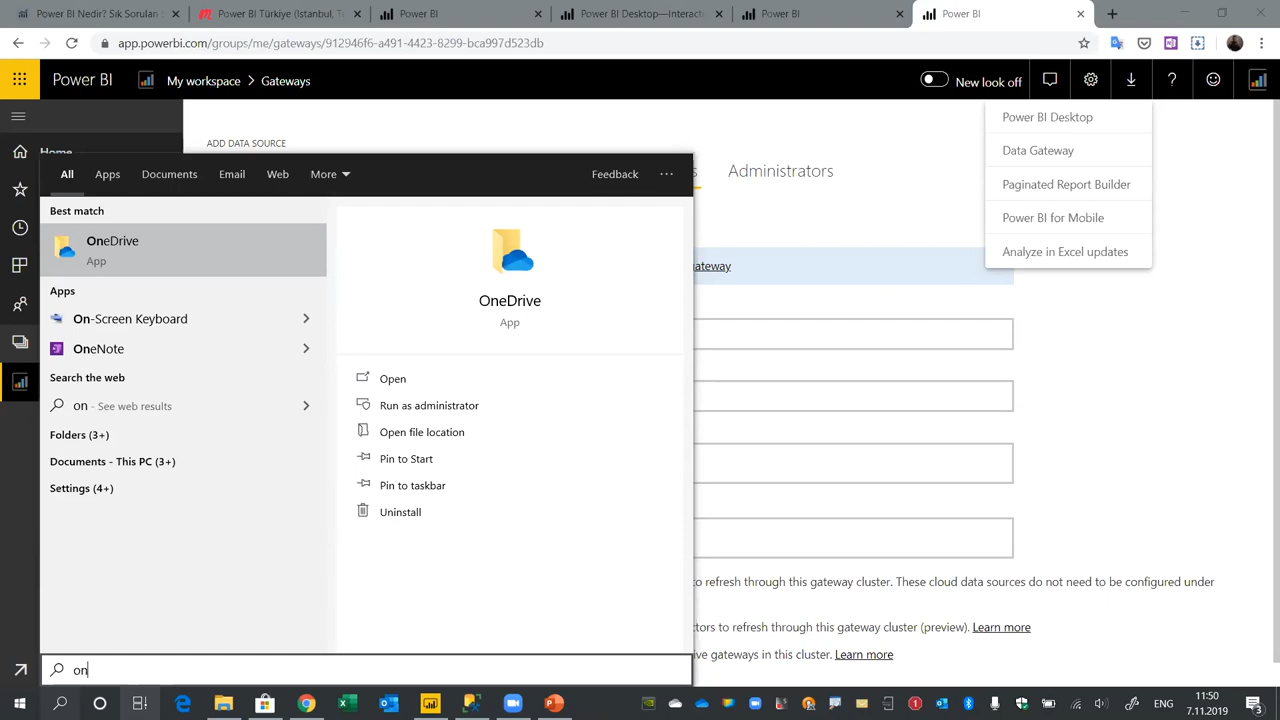 Power BI Nedir? Sık Sorulan
Power BI Türkiye (İstanbul, T
Power BI
Power BI Desktop—Interact
Power BI
Power BI
app.powerbi.com/groups/me/gateways/912946f6-a491-4423-8299-bca997d523db
Power BI
My workspace > Gateways
New look off
Home
ADD DATA SOURCE
Administrators
Power BI Desktop
Data Gateway
Paginated Report Builder
Power BI for Mobile
Analyze in Excel updates
All
Apps
Documents
Email
Web
More
Feedback
Best match
OneDrive
App
Apps
On-Screen Keyboard
OneNote
Search the web
on - See web results
Folders (3+)
Documents - This PC (3+)
Settings (4+)
OneDrive
App
Open
Run as administrator
Open file location
Pin to Start
Pin to taskbar
Uninstall
ateway
to refresh through this gateway cluster. These cloud data sources do not need to be configured under
ctors to refresh through this gateway cluster (preview). Learn more
ive gateways in this cluster. Learn more
on
ENG
11:50
7.11.2019
3